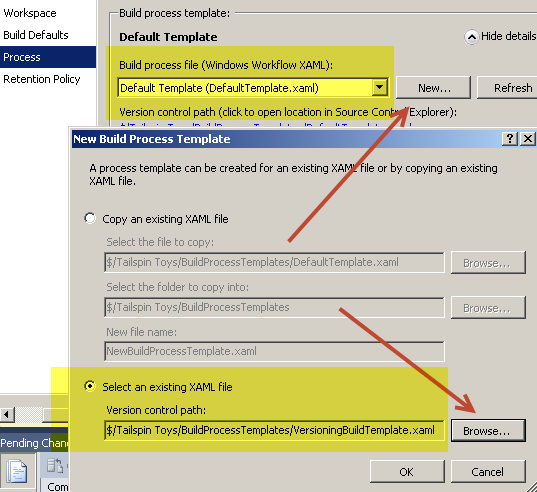 Workspace
Build Defaults
Process
Retention Policy
Build process template:
Default Template
Hide details
Build process file (Windows Workflow XAML):
Default Template (DefaultTemplate.xaml)
New...
Refresh
Version control path (click to open location in Source Control Explorer):
New Build Process Template
A process template can be created for an existing XAML file or by copying an existing
XAML file.
Copy an existing XAML file
Select the file to copy:
$/Tailspin Toys/BuildProcessTemplates/DefaultTemplate.xaml
Browse...
Select the folder to copy into:
$/Tailspin Toys/BuildProcessTemplates
Browse...
New file name:
NewBuildProcessTemplate.xaml
Select an existing XAML file
Version control path:
$/Tailspin Toys/BuildProcessTemplates/VersioningBuildTemplate.xaml
Browse...
OK
Cancel
Pending Change
Com